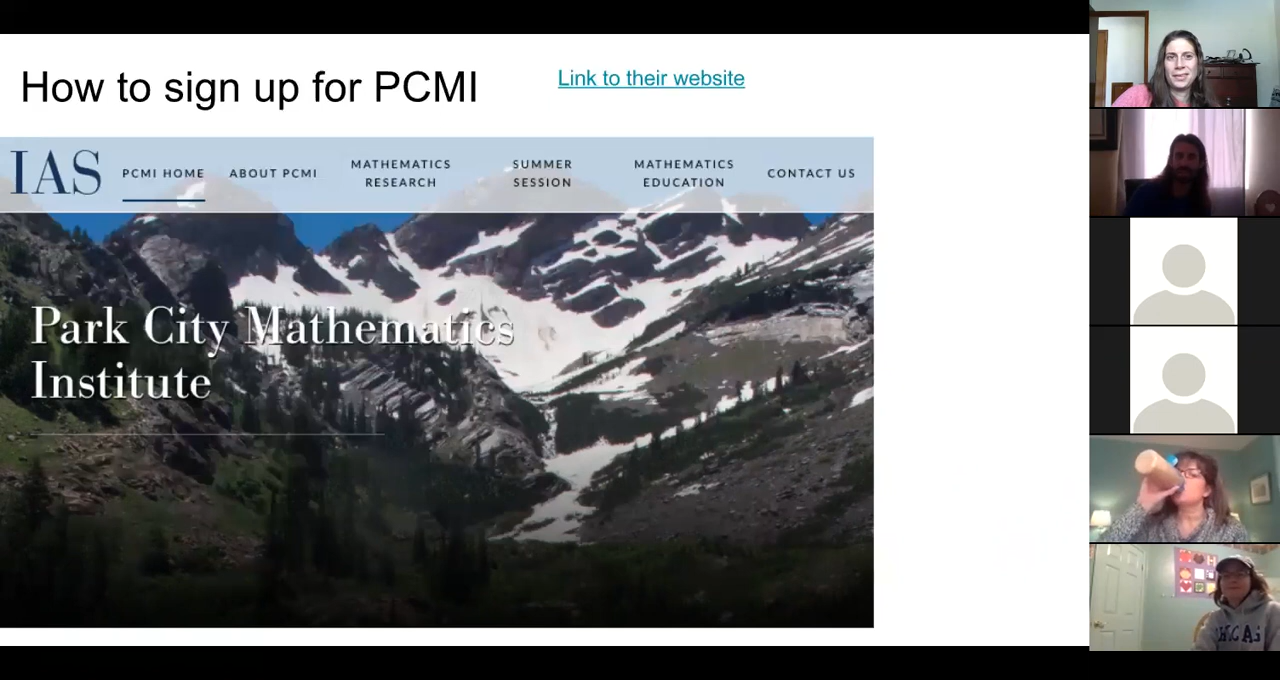 How to sign up for PCMI
Link to their website
IAS
PCMI HOME
ABOUT PCMI
MATHEMATICS
RESEARCH
SUMMER
SESSION
MATHEMATICS
EDUCATION
CONTACT US
Park City Mathematics
Institute